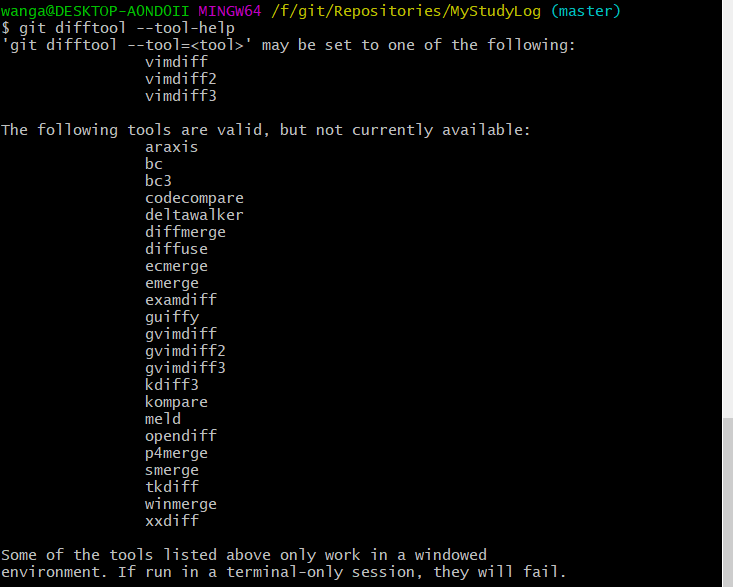 wanga@DESKTOP-AONDOII MINGW64 /f/git/Repositories/MyStudyLog (master)
$ git difftool --tool-help
'git difftool --tool=<tool>' may be set to one of the following:
vimdiff
vimdiff2
vimdiff3
The following tools are valid, but not currently available:
araxis
bc
bc3
codecompare
deltawalker
diffmerge
diffuse
ecmerge
emerge
examdiff
guiffy
gvimdiff
gvimdiff2
gvimdiff3
kdiff3
kompare
meld
opendiff
p4merge
smerge
tkdiff
winmerge
xxdiff
Some of the tools listed above only work in a windowed
environment. If run in a terminal-only session, they will fail.